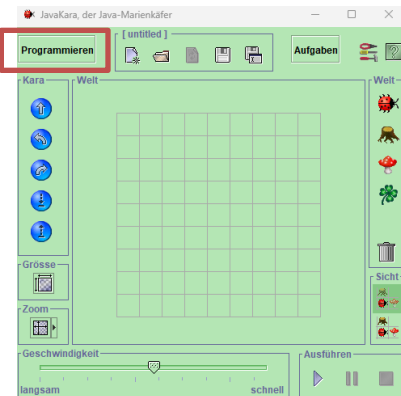 JavaKara, der Java-Marienkäfer
Programmieren
[ untitled ]
Aufgaben
Kara
Welt
Welt
Grösse
Zoom
Sicht
Geschwindigkeit
langsam
schnell
Ausführen